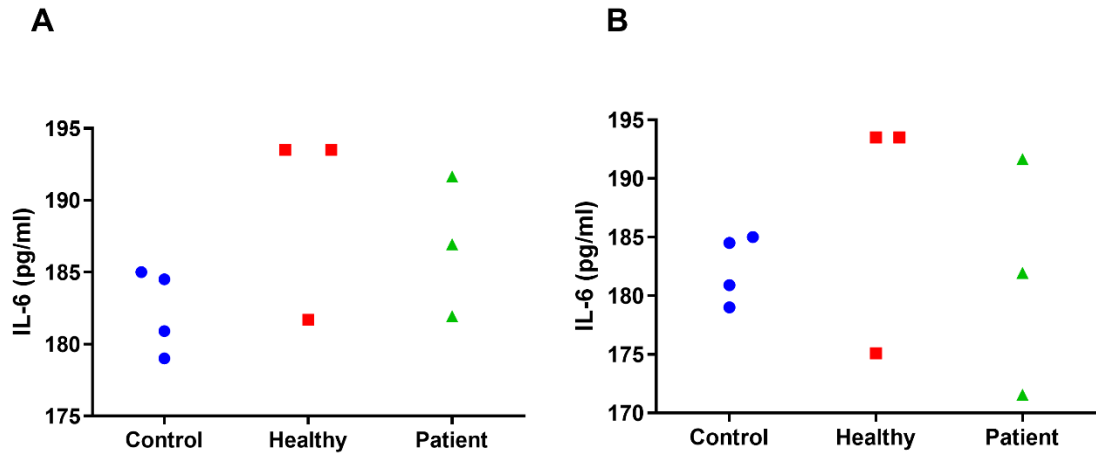 A
IL-6 (pg/ml)
195
190
185
180
175
Control Healthy Patient
B
IL-6 (pg/ml)
195
190
185
180
175
170
Control Healthy Patient